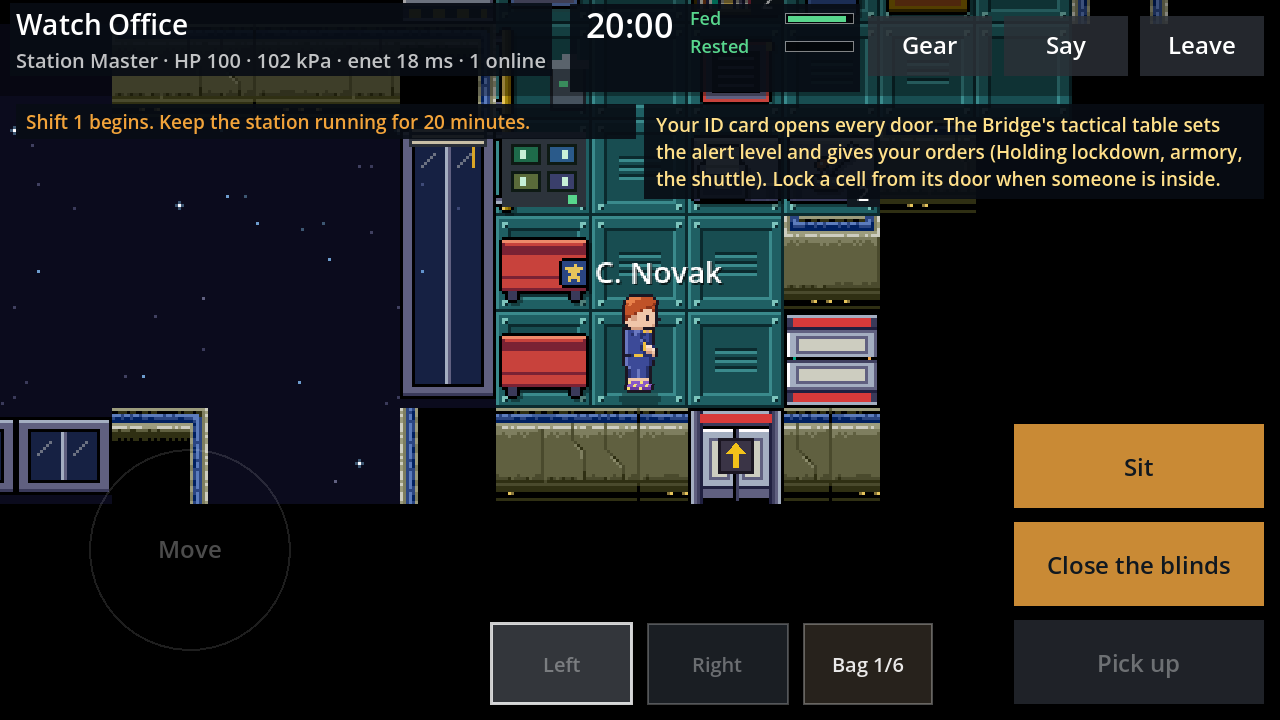 Watch Office
Station Master · HP 100 · 102 kPa · enet 18 ms · 1 online
20:00
Fed
Rested
Gear
Say
Leave
Shift 1 begins. Keep the station running for 20 minutes.
Your ID card opens every door. The Bridge's tactical table sets
the alert level and gives your orders (Holding lockdown, armory,
the shuttle). Lock a cell from its door when someone is inside.
C. Novak
Sit
Move
Close the blinds
Left
Right
Bag 1/6
Pick up